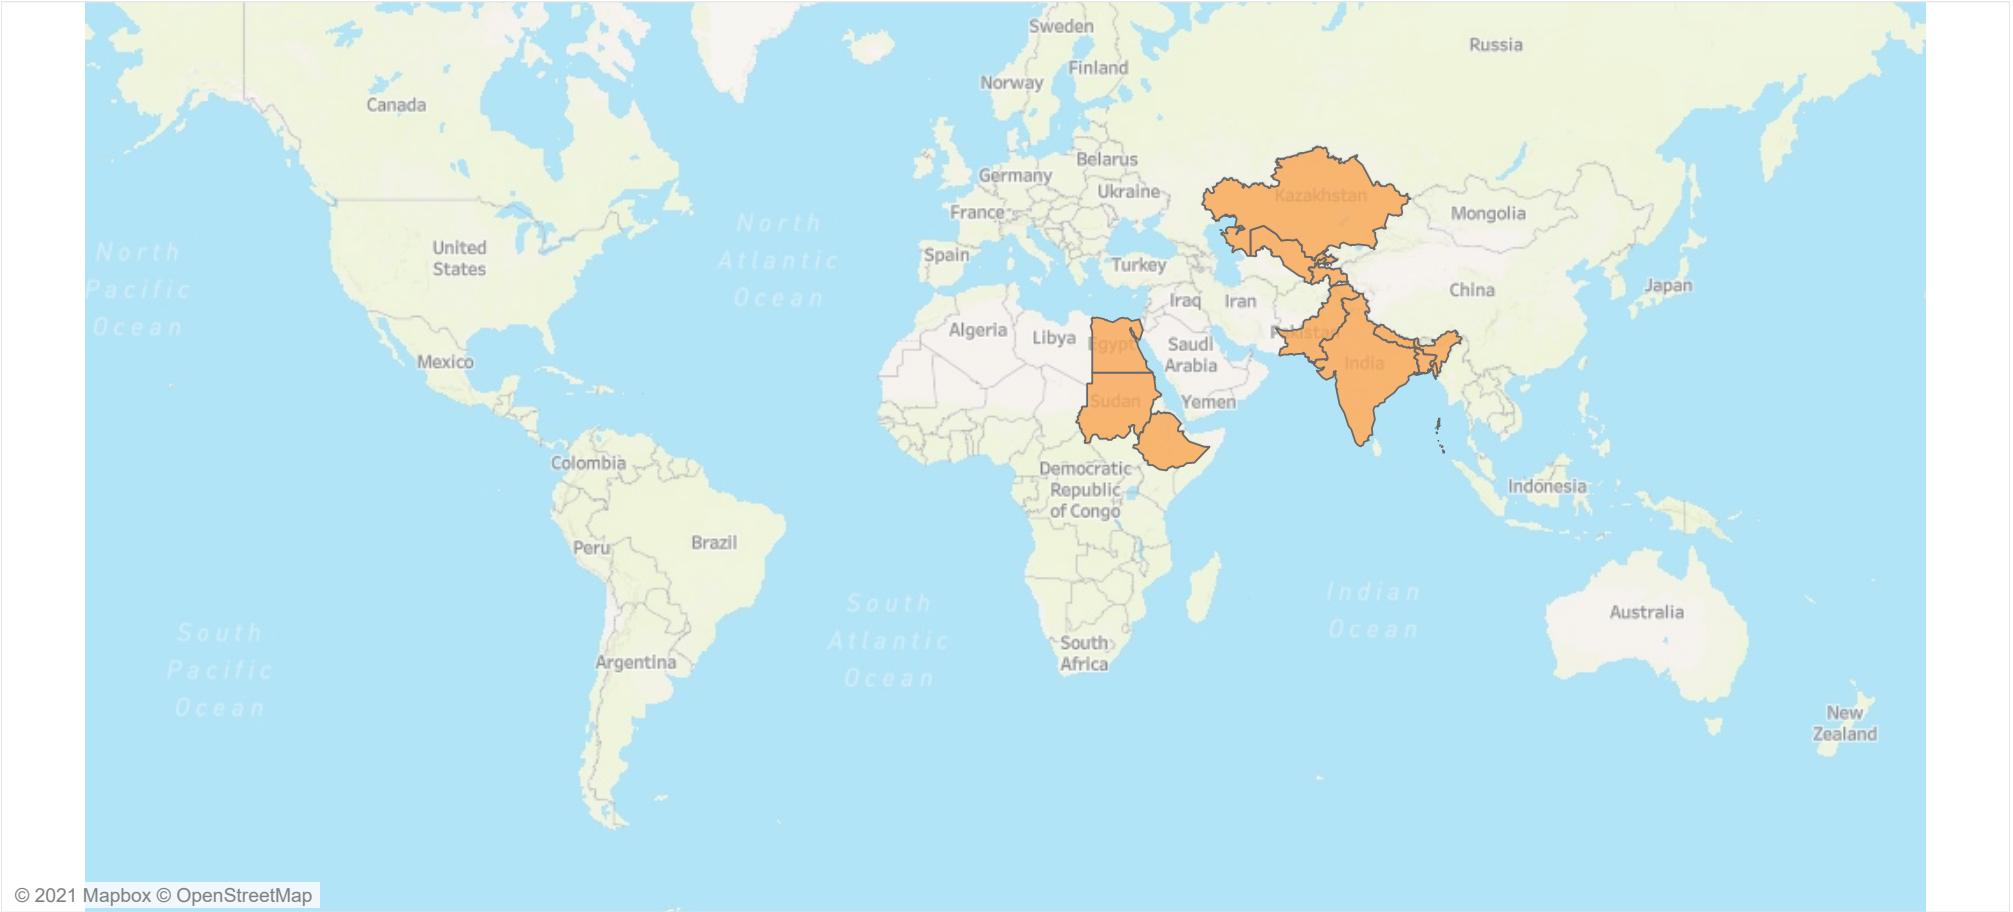 Sweden
Russia
Finland
Norway
Canada
Belarus
Germany
Ukraine
Kazakhstan
France
Mongolia
North
Atlantic
Ocean
United
States
North
Pacific
Ocean
Spain
Turkey
China
Japan
Iraq
Iran
Algeria
Libya
Egypt
Saudi
Arabia
Pakistan
India
Mexico
Sudan
Yemen
Colombia
Democratic
Republic
of Congo
Indonesia
Brazil
Peru
South
Atlantic
Ocean
Indian
Ocean
Australia
South
Pacific
Ocean
South
Africa
Argentina
New
Zealand
© 2021 Mapbox © OpenStreetMap